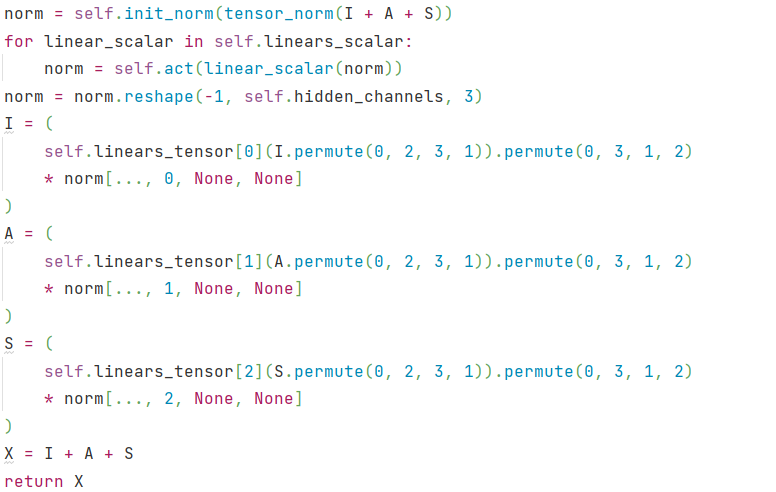 norm = self.init_norm(tensor_norm(I + A + S))
for linear_scalar in self.linears_scalar:
    norm = self.act(linear_scalar(norm))
norm = norm.reshape(-1, self.hidden_channels, 3)
I = (
    self.linears_tensor[0](I.permute(0, 2, 3, 1)).permute(0, 3, 1, 2)
    * norm[..., 0, None, None]
)
A = (
    self.linears_tensor[1](A.permute(0, 2, 3, 1)).permute(0, 3, 1, 2)
    * norm[..., 1, None, None]
)
S = (
    self.linears_tensor[2](S.permute(0, 2, 3, 1)).permute(0, 3, 1, 2)
    * norm[..., 2, None, None]
)
X = I + A + S
return X